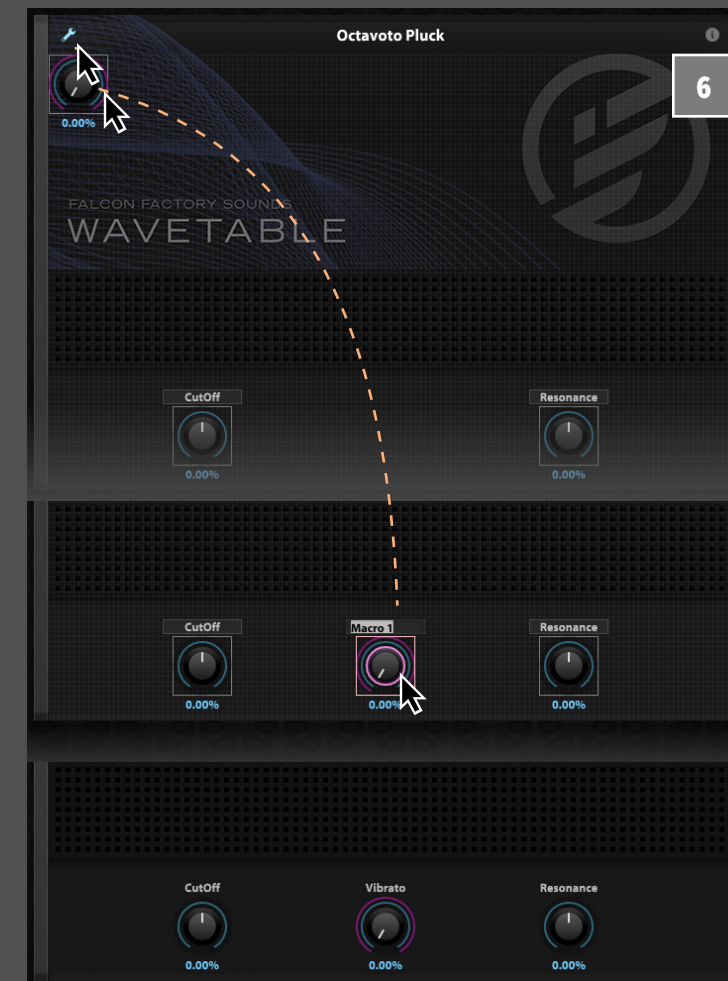 Octavoto Pluck
i
6
0.00%
FALCON FACTORY SOUNDS
WAVETABLE
CutOff
Resonance
0.00%
0.00%
CutOff
Macro 1
Resonance
0.00%
0.00%
0.00%
CutOff
Vibrato
Resonance
0.00%
0.00%
0.00%